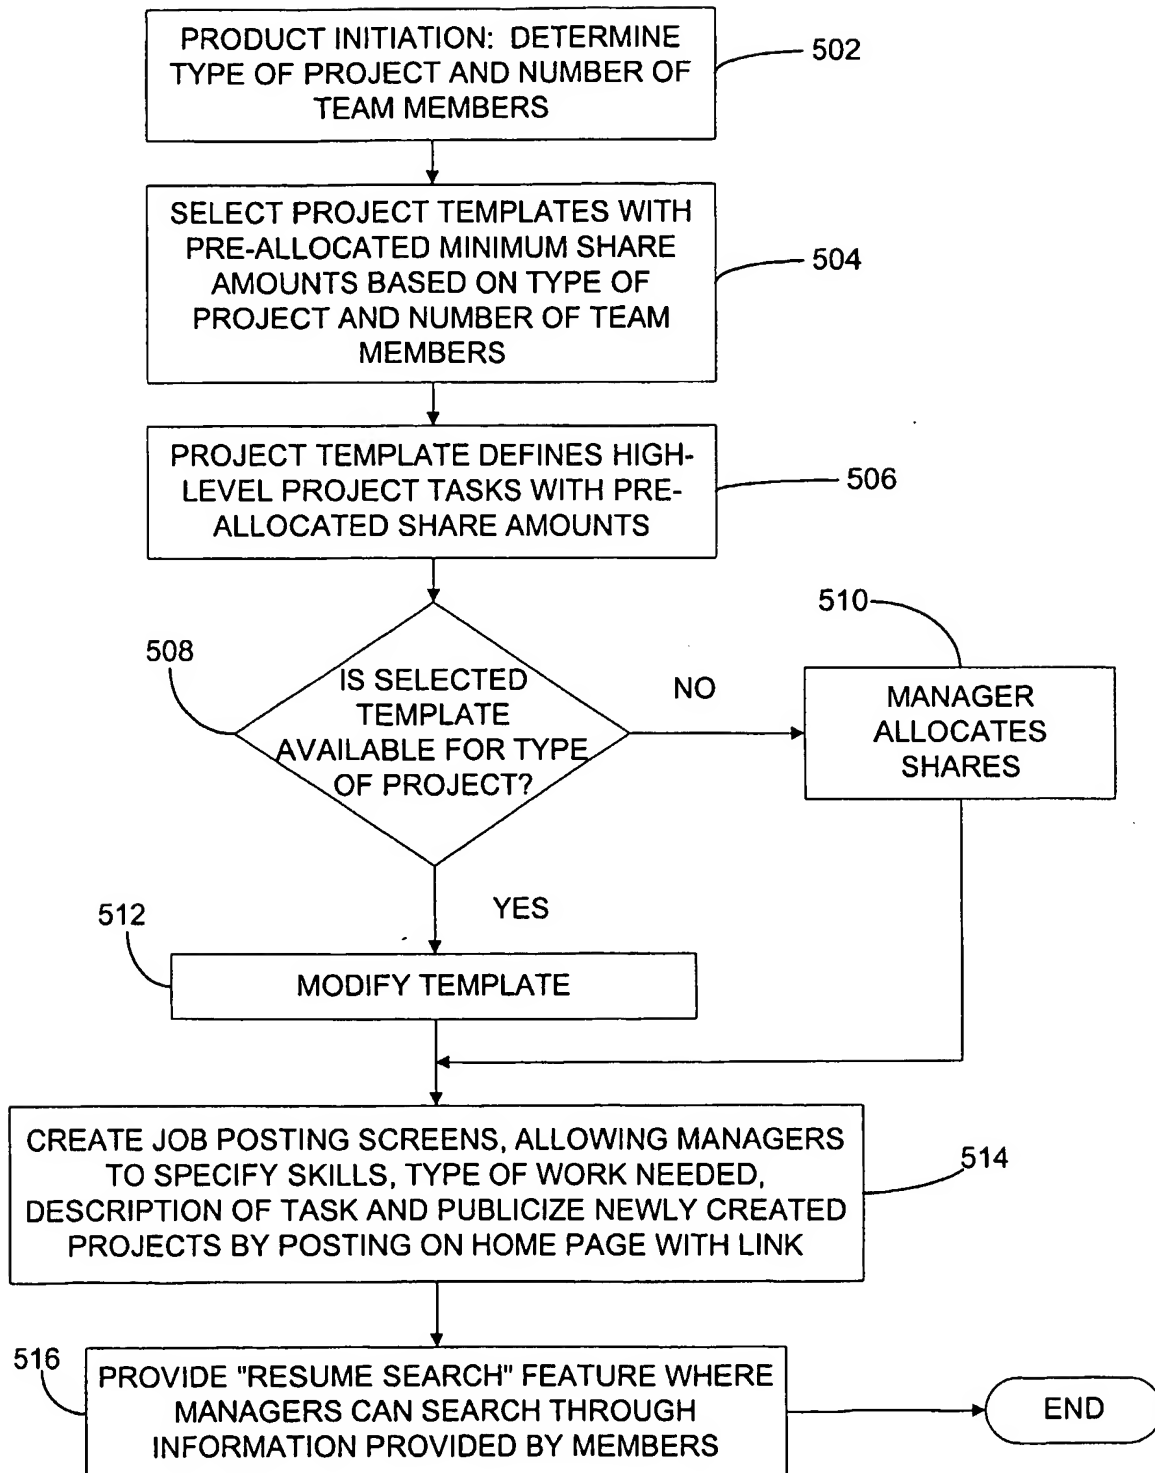 PRODUCT INITIATION: DETERMINE
TYPE OF PROJECT AND NUMBER OF
TEAM MEMBERS
502
SELECT PROJECT TEMPLATES WITH
PRE-ALLOCATED MINIMUM SHARE
AMOUNTS BASED ON TYPE OF
PROJECT AND NUMBER OF TEAM
MEMBERS
504
PROJECT TEMPLATE DEFINES HIGH-
LEVEL PROJECT TASKS WITH PRE-
ALLOCATED SHARE AMOUNTS
506
508
IS SELECTED
TEMPLATE
AVAILABLE FOR TYPE
OF PROJECT?
NO
510
MANAGER
ALLOCATES
SHARES
YES
512
MODIFY TEMPLATE
CREATE JOB POSTING SCREENS, ALLOWING MANAGERS
TO SPECIFY SKILLS, TYPE OF WORK NEEDED,
DESCRIPTION OF TASK AND PUBLICIZE NEWLY CREATED
PROJECTS BY POSTING ON HOME PAGE WITH LINK
514
516
PROVIDE "RESUME SEARCH" FEATURE WHERE
MANAGERS CAN SEARCH THROUGH
INFORMATION PROVIDED BY MEMBERS
END